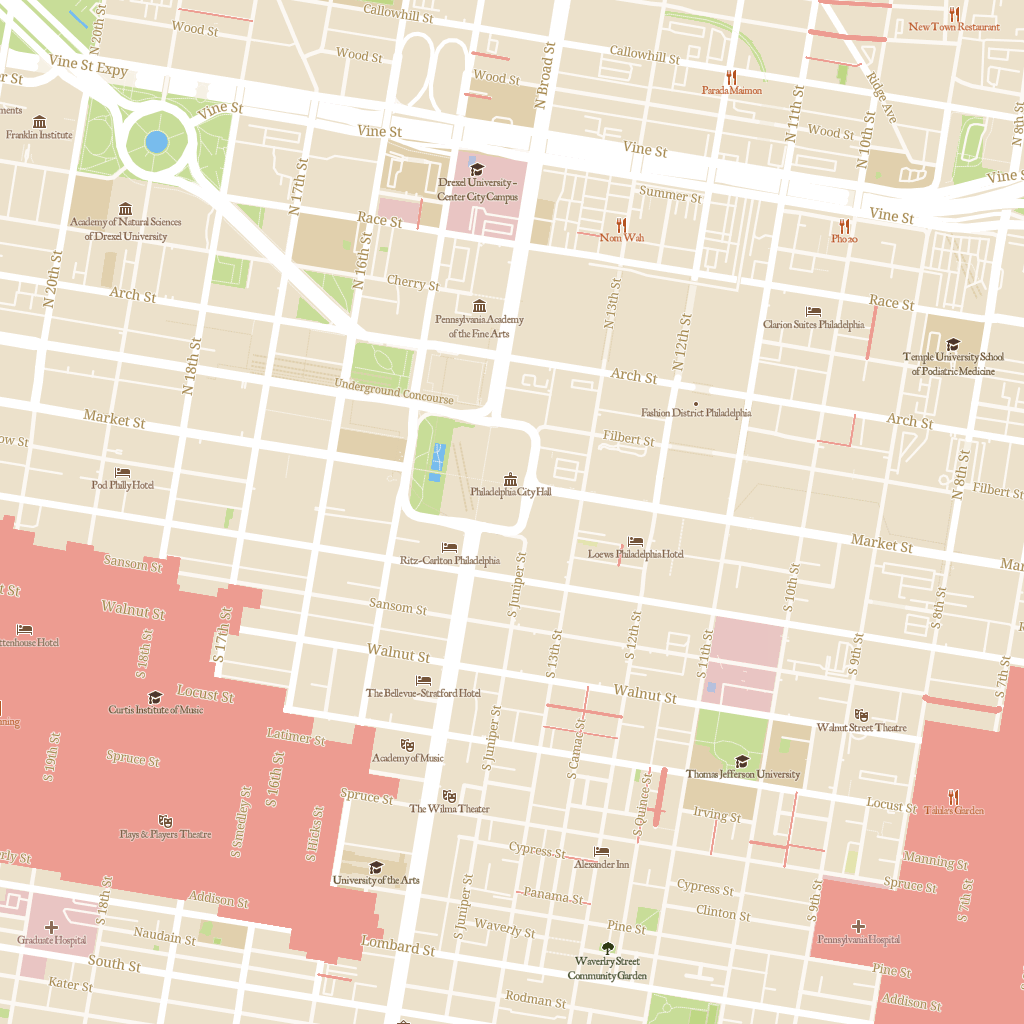 Callowhill St
N 20th St
Wood St
New Town Restaurant
Wood St
Callowhill St
Vine St Expy
Wood St
N Broad St
Parada Maimon
Ridge Ave
N 11th St
N 10th St
N 8th St
Vine St
Franklin Institute
Vine St
Wood St
Vine St
Drexel University -
Center City Campus
N 17th St
Summer St
Vine St
Academy of Natural Sciences
of Drexel University
Race St
Nom Wah
Pho 20
N 20th St
N 16th St
Cherry St
Arch St
N 13th St
Race St
Pennsylvania Academy
of the Fine Arts
Clarion Suites Philadelphia
N 12th St
Temple University School
of Podiatric Medicine
N 18th St
Arch St
Underground Concourse
Fashion District Philadelphia
Market St
Arch St
Filbert St
N 8th St
Pod Philly Hotel
Philadelphia City Hall
Filbert St
Ritz-Carlton Philadelphia
Loews Philadelphia Hotel
Market St
Sansom St
S Juniper St
S 10th St
Walnut St
Sansom St
S 8th St
S 17th St
S 12th St
S 18th St
Walnut St
S 13th St
S 11th St
S 9th St
S 7th St
Locust St
The Bellevue-Stratford Hotel
Walnut St
Curtis Institute of Music
Walnut Street Theatre
Latimer St
S Juniper St
S Camac St
S 19th St
Spruce St
Academy of Music
Thomas Jefferson University
S 16th St
Spruce St
The Wilma Theater
S Quince St
Locust St
Talula's Garden
Irving St
S Smedley St
S Hicks St
Plays & Players Theatre
Cypress St
Alexander Inn
Manning St
University of the Arts
Spruce St
Cypress St
Panama St
S 18th St
Addison St
S Juniper St
Clinton St
S 9th St
S 7th St
Waverly St
Pine St
Graduate Hospital
Naudain St
Lombard St
Pennsylvania Hospital
South St
Waverlry Street
Community Garden
Pine St
Kater St
Rodman St
Addison St